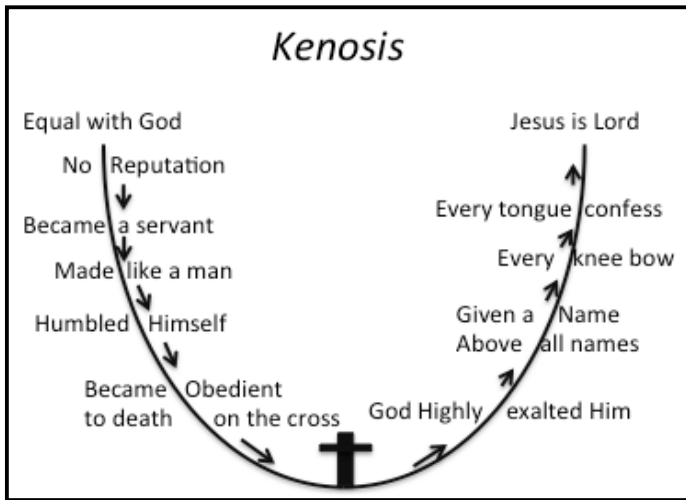 Kenosis
Equal with God
No Reputation
Became a servant
Made like a man
Humbled Himself
Became Obedient
to death on the cross
God Highly exalted Him
Given a Name
Above all names
Every knee bow
Every tongue confess
Jesus is Lord